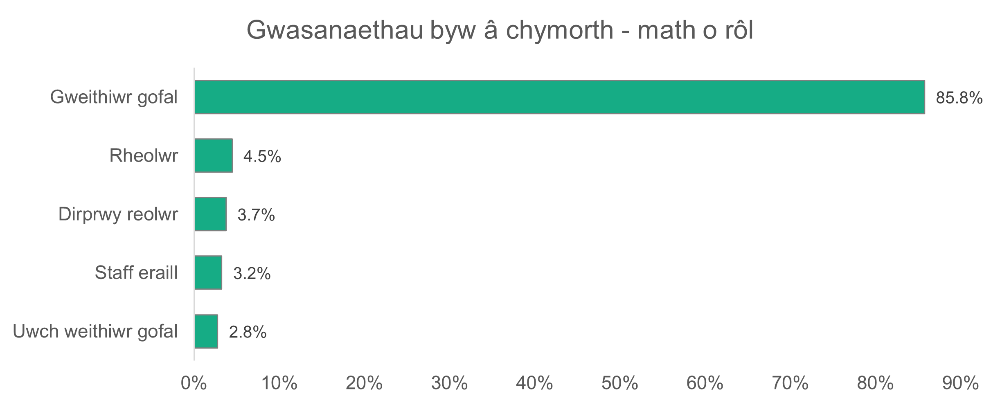 Gwasanaethau byw â chymorth - math o rôl
Gweithiwr gofal
85.8%
Rheolwr
4.5%
Dirprwy reolwr
3.7%
Staff eraill
3.2%
Uwch weithiwr gofal
2.8%
0% 10% 20% 30% 40% 50% 60% 70% 80% 90%